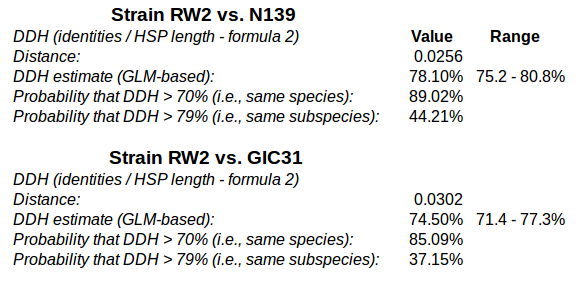 Strain RW2 vs. N139
DDH (identities / HSP length - formula 2) Value Range
Distance: 0.0256
DDH estimate (GLM-based): 78.10% 75.2 - 80.8%
Probability that DDH > 70% (i.e., same species): 89.02%
Probability that DDH > 79% (i.e., same subspecies): 44.21%
Strain RW2 vs. GIC31
DDH (identities / HSP length - formula 2)
Distance: 0.0302
DDH estimate (GLM-based): 74.50% 71.4 - 77.3%
Probability that DDH > 70% (i.e., same species): 85.09%
Probability that DDH > 79% (i.e., same subspecies): 37.15%